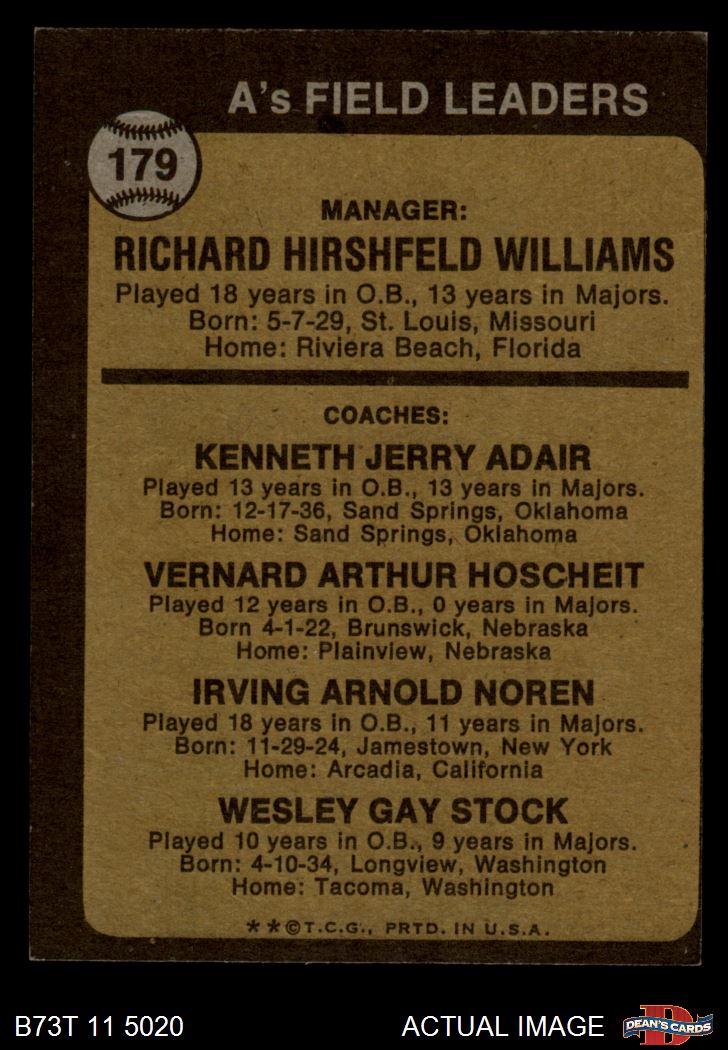 A's FIELD LEADERS
179
MANAGER:
RICHARD HIRSHFELD WILLIAMS
Played 18 years in O.B., 13 years in Majors.
Born: 5-7-29, St. Louis, Missouri
Home: Riviera Beach, Florida
COACHES:
KENNETH JERRY ADAIR
Played 13 years in O.B., 13 years in Majors.
Born: 12-17-36, Sand Springs, Oklahoma
Home: Sand Springs, Oklahoma
VERNARD ARTHUR HOSCHEIT
Played 12 years in O.B., 0 years in Majors.
Born 4-1-22, Brunswick, Nebraska
Home: Plainview, Nebraska
IRVING ARNOLD NOREN
Played 18 years in O.B., 11 years in Majors.
Born: 11-29-24, Jamestown, New York
Home: Arcadia, California
WESLEY GAY STOCK
Played 10 years in O.B., 9 years in Majors.
Born: 4-10-34, Longview, Washington
Home: Tacoma, Washington
**©T.C.G., PRTD. IN U.S.A.
B73T 11 5020
ACTUAL IMAGE
D
DEAN'S CARDS